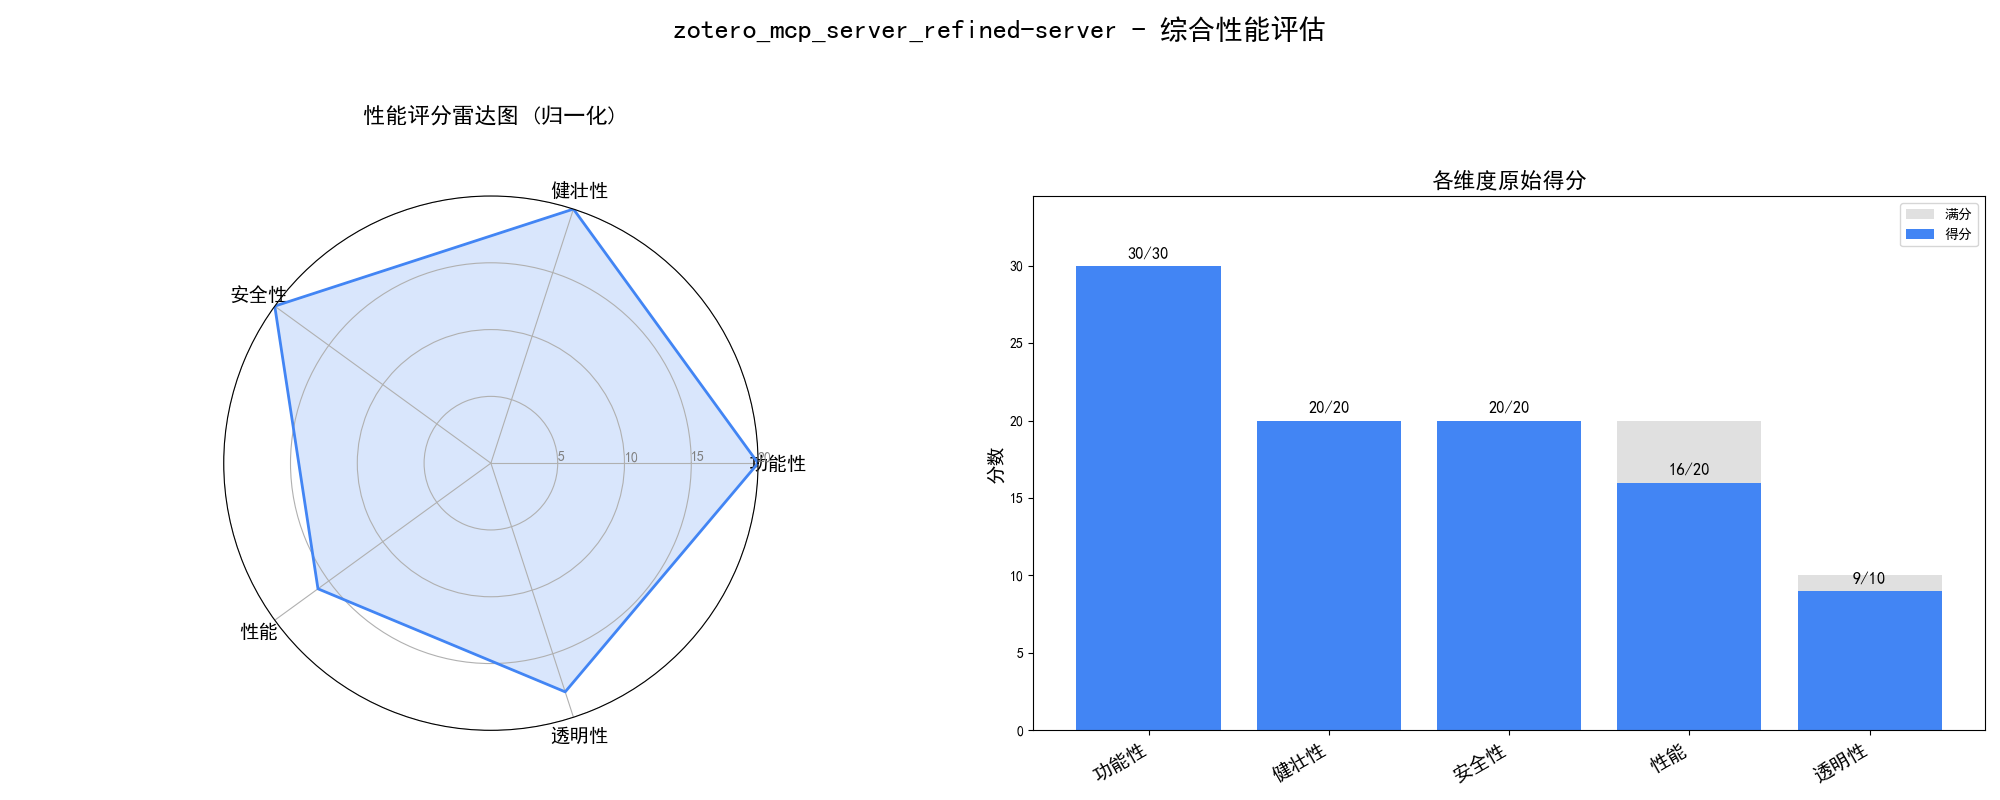 zotero_mcp_server_refined-server - 综合性能评估
性能评分雷达图 (归一化)
健壮性
安全性
5
10
15
20
功能性
性能
透明性
各维度原始得分
满分
得分
30/30
20/20
20/20
16/20
9/10
分数
30
25
20
15
10
5
0
功能性
健壮性
安全性
性能
透明性